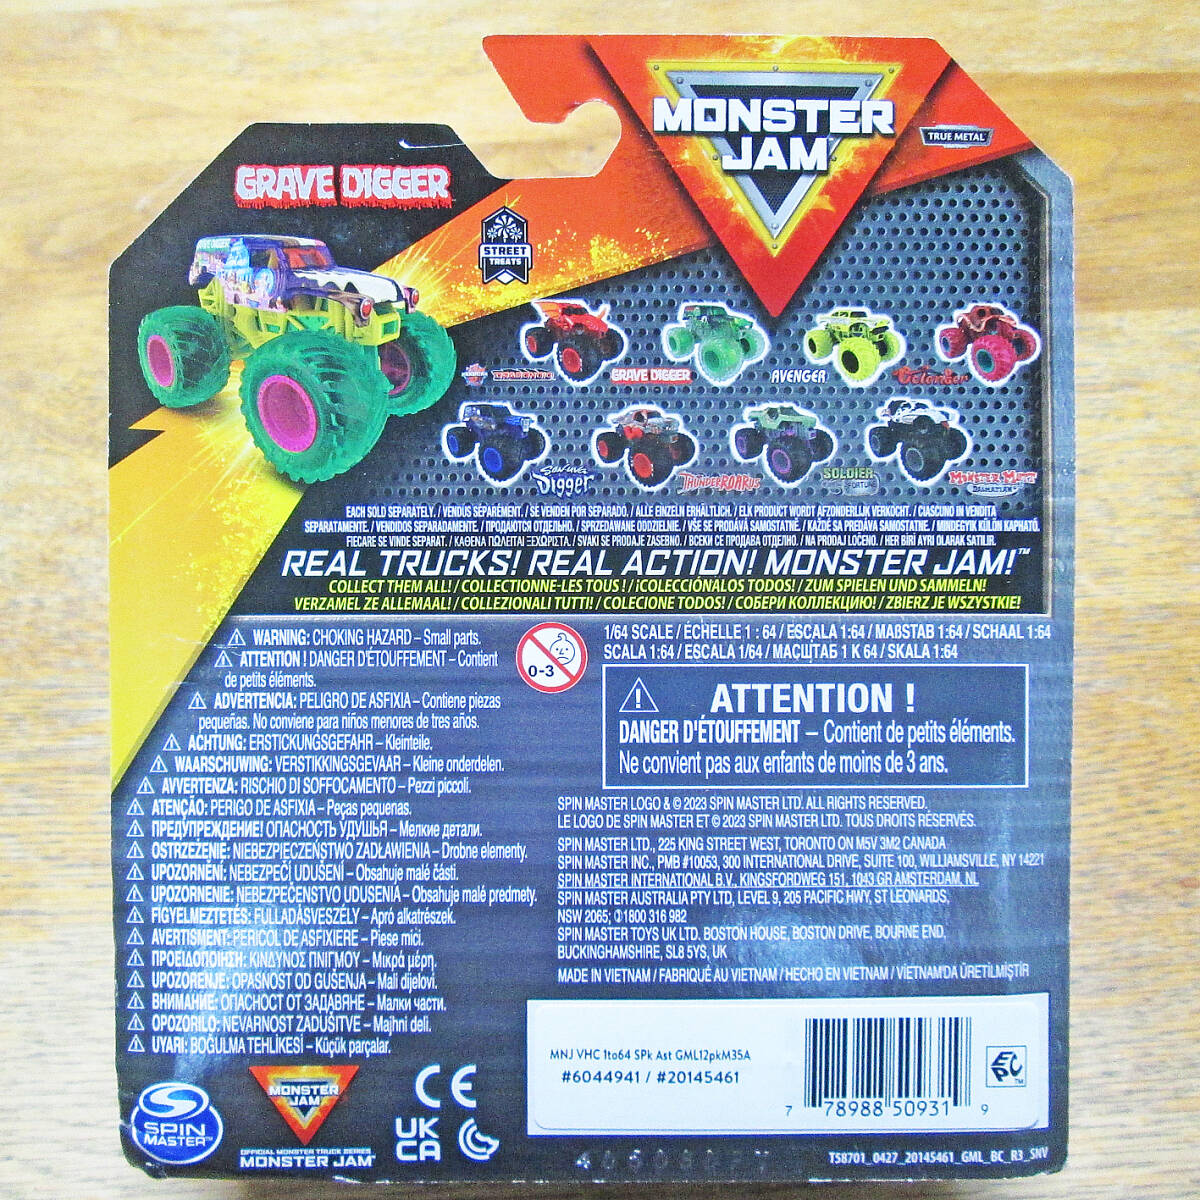 MONSTER
JAM
TRUE METAL
GRAVE DIGGER
STREET
TREATS
GRAVE DIGGER
GRAVE DIGGER
AVENGER
Octon8er
Son-uva
Digger
THUNDERROARUS
SOLDIER
FORTUNE
Monster Mutt
DALMATIAN
EACH SOLD SEPARATELY. / VENDUS SÉPARÉMENT. / SE VENDEN POR SEPARADO. / ALLE EINZELN ERHÄLTLICH. / ELK PRODUCT WORDT AFZONDERLIJK VERKOCHT. / CIASCUNO IN VENDITA
SEPARATAMENTE. / VENDIDOS SEPARADAMENTE. / ПРОДАЮТСЯ ОТДЕЛЬНО. / SPRZEDAWANE ODDZIELNIE. / VŠE SE PRODÁVÁ SAMOSTATNĚ. / KAŽDÉ SA PREDÁVA SAMOSTATNE. / MINDEGYIK KÜLÖN KAPHATÓ.
FIECARE SE VINDE SEPARAT. / ΚΑΘΕΝΑ ΠΩΛΕΙΤΑΙ ΞΕΧΩΡΙΣΤΑ. / SVAKI SE PRODAJE ZASEBNO. / ВСЕКИ СЕ ПРОДАВА ОТДЕЛНО. / NA PRODAJ LOČENO. / HER BİRİ AYRI OLARAK SATILIR.
REAL TRUCKS! REAL ACTION! MONSTER JAM!™
COLLECT THEM ALL! / COLLECTIONNE-LES TOUS ! / ¡COLECCIÓNALOS TODOS! / ZUM SPIELEN UND SAMMELN!
VERZAMEL ZE ALLEMAAL! / COLLEZIONALI TUTTI! / COLECIONE TODOS! / СОБЕРИ КОЛЛЕКЦИЮ! / ZBIERZ JE WSZYSTKIE!
⚠ WARNING: CHOKING HAZARD – Small parts.
⚠ ATTENTION ! DANGER D'ÉTOUFFEMENT – Contient
de petits éléments.
⚠ ADVERTENCIA: PELIGRO DE ASFIXIA – Contiene piezas
pequeñas. No conviene para niños menores de tres años.
⚠ ACHTUNG: ERSTICKUNGSGEFAHR – Kleinteile.
⚠ WAARSCHUWING: VERSTIKKINGSGEVAAR – Kleine onderdelen.
⚠ AVVERTENZA: RISCHIO DI SOFFOCAMENTO – Pezzi piccoli.
⚠ ATENÇÃO: PERIGO DE ASFIXIA – Peças pequenas.
⚠ ПРЕДУПРЕЖДЕНИЕ! ОПАСНОСТЬ УДУШЬЯ – Мелкие детали.
⚠ OSTRZEŻENIE: NIEBEZPIECZEŃSTWO ZADŁAWIENIA – Drobne elementy.
⚠ UPOZORNĚNÍ: NEBEZPEČÍ UDUŠENÍ – Obsahuje malé části.
⚠ UPOZORNENIE: NEBEZPEČENSTVO UDUSENIA – Obsahuje malé predmety.
⚠ FIGYELMEZTETÉS: FULLADÁSVESZÉLY – Apró alkatrészek.
⚠ AVERTISMENT: PERICOL DE ASFIXIERE – Piese mici.
⚠ ΠΡΟΕΙΔΟΠΟΙΗΣΗ: ΚΙΝΔΥΝΟΣ ΠΝΙΓΜΟΥ – Μικρά μέρη.
⚠ UPOZORENJE: OPASNOST OD GUŠENJA – Mali dijelovi.
⚠ ВНИМАНИЕ: ОПАСНОСТ ОТ ЗАДАВЯНЕ – Малки части.
⚠ OPOZORILO: NEVARNOST ZADUŠITVE – Majhni deli.
⚠ UYARI: BOĞULMA TEHLİKESİ – Küçük parçalar.
0-3
1/64 SCALE / ÉCHELLE 1 : 64 / ESCALA 1:64 / MAßSTAB 1:64 / SCHAAL 1:64
SCALA 1:64 / ESCALA 1/64 / МАСШТАБ 1 К 64 / SKALA 1:64
⚠ ATTENTION !
DANGER D'ÉTOUFFEMENT – Contient de petits éléments.
Ne convient pas aux enfants de moins de 3 ans.
SPIN MASTER LOGO & © 2023 SPIN MASTER LTD. ALL RIGHTS RESERVED.
LE LOGO DE SPIN MASTER ET © 2023 SPIN MASTER LTD. TOUS DROITS RÉSERVÉS.
SPIN MASTER LTD., 225 KING STREET WEST, TORONTO ON M5V 3M2 CANADA
SPIN MASTER INC., PMB #10053, 300 INTERNATIONAL DRIVE, SUITE 100, WILLIAMSVILLE, NY 14221
SPIN MASTER INTERNATIONAL B.V., KINGSFORDWEG 151, 1043 GR AMSTERDAM, NL
SPIN MASTER AUSTRALIA PTY LTD, LEVEL 9, 205 PACIFIC HWY, ST LEONARDS,
NSW 2065; ✆1800 316 982
SPIN MASTER TOYS UK LTD. BOSTON HOUSE, BOSTON DRIVE, BOURNE END,
BUCKINGHAMSHIRE, SL8 5YS, UK
MADE IN VIETNAM / FABRIQUÉ AU VIETNAM / HECHO EN VIETNAM / VIETNAM'DA ÜRETİLMİŞTİR
MNJ VHC 1to64 SPk Ast GML12pkM35A
#6044941 / #20145461
7 78988 50931 9
EC
PC™
SPIN
MASTER™
MONSTER
JAM
OFFICIAL MONSTER TRUCK SERIES
MONSTER JAM™
CE
UK
CA
T58701_0427_20145461_GML_BC_R3_SNV